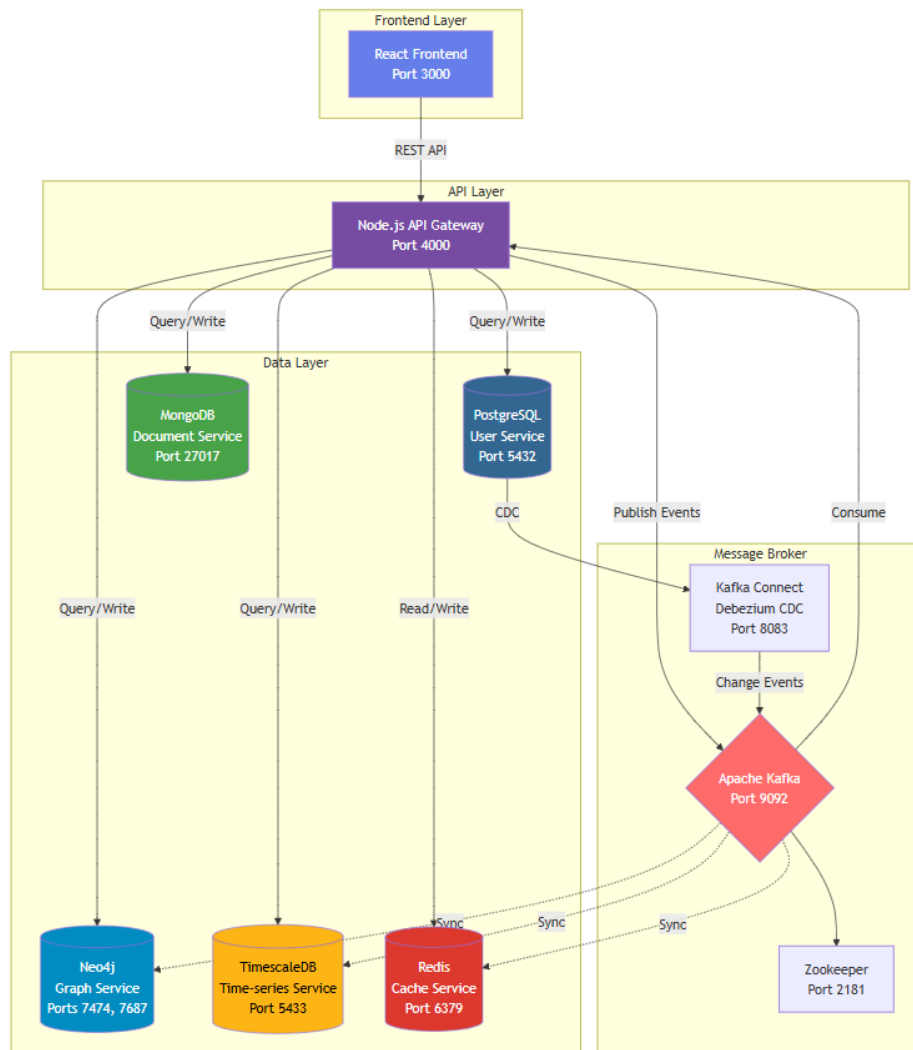 Frontend Layer
React Frontend
Port 3000
REST API
API Layer
Node.js API Gateway
Port 4000
Query/Write
Query/Write
Data Layer
MongoDB
Document Service
Port 27017
PostgreSQL
User Service
Port 5432
CDC
Publish Events
Consume
Message Broker
Kafka Connect
Debezium CDC
Port 8083
Query/Write
Query/Write
Read/Write
Change Events
Apache Kafka
Port 9092
Sync
Sync
Sync
Neo4j
Graph Service
Ports 7474, 7687
TimescaleDB
Time-series Service
Port 5433
Redis
Cache Service
Port 6379
Zookeeper
Port 2181